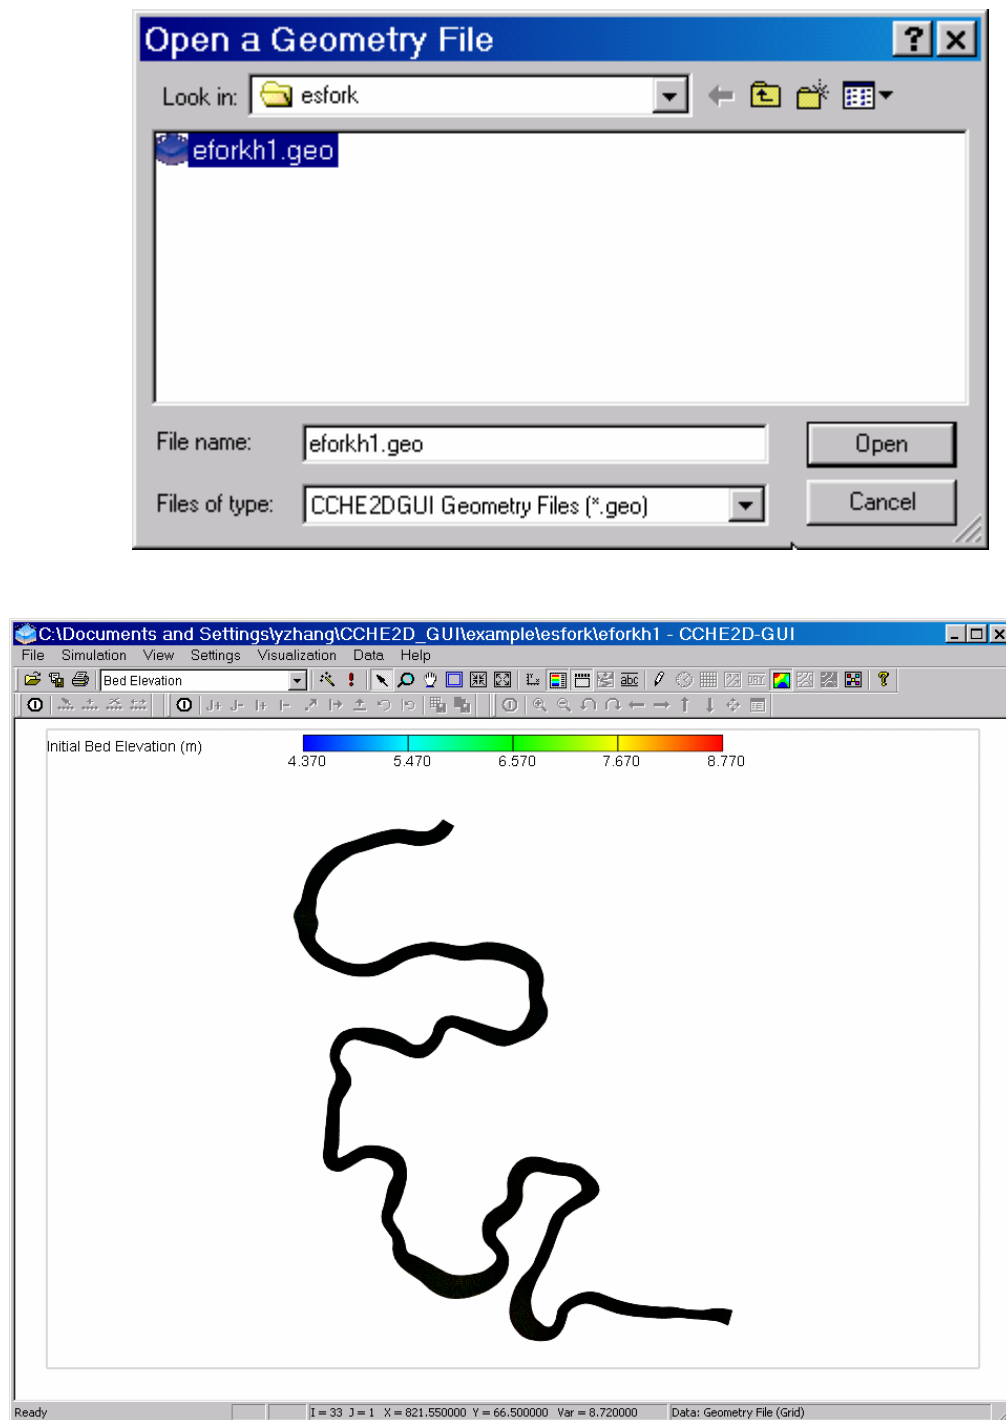 Open a Geometry File
Look in: esfork
eforkh1.geo
File name: eforkh1.geo Open
Files of type: CCHE2DGUI Geometry Files (*.geo) Cancel
C:\Documents and Settings\yzhang\CCHE2D_GUI\example\esfork\eforkh1 - CCHE2D-GUI
File Simulation View Settings Visualization Data Help
Bed Elevation abc
J+ J- I+ I-
Initial Bed Elevation (m)
4.370 5.470 6.570 7.670 8.770
Ready I = 33 J = 1 X = 821.550000 Y = 66.500000 Var = 8.720000 Data: Geometry File (Grid)